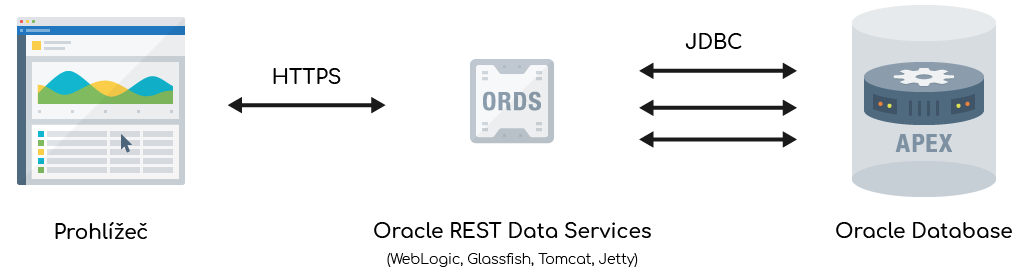 HTTPS
JDBC
ORDS
APEX
Prohlížeč
Oracle REST Data Services
Oracle Database
(WebLogic, Glassfish, Tomcat, Jetty)